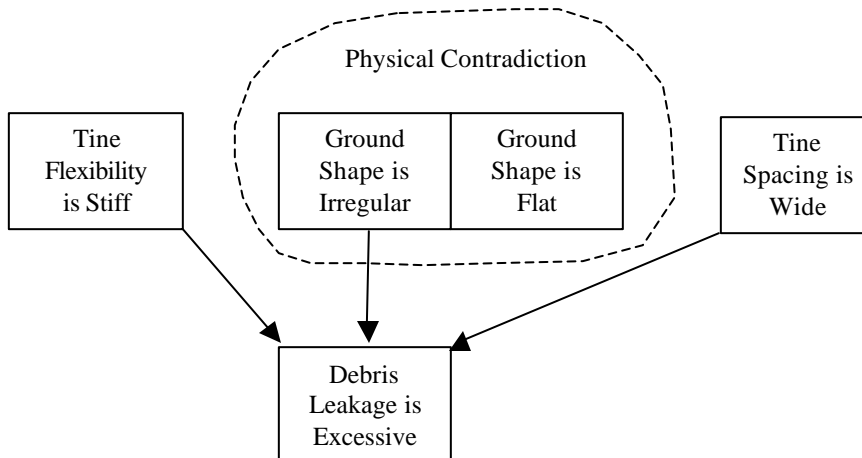 Physical Contradiction
Tine
Flexibility
is Stiff
Ground
Shape is
Irregular
Ground
Shape is
Flat
Tine
Spacing is
Wide
Debris
Leakage is
Excessive